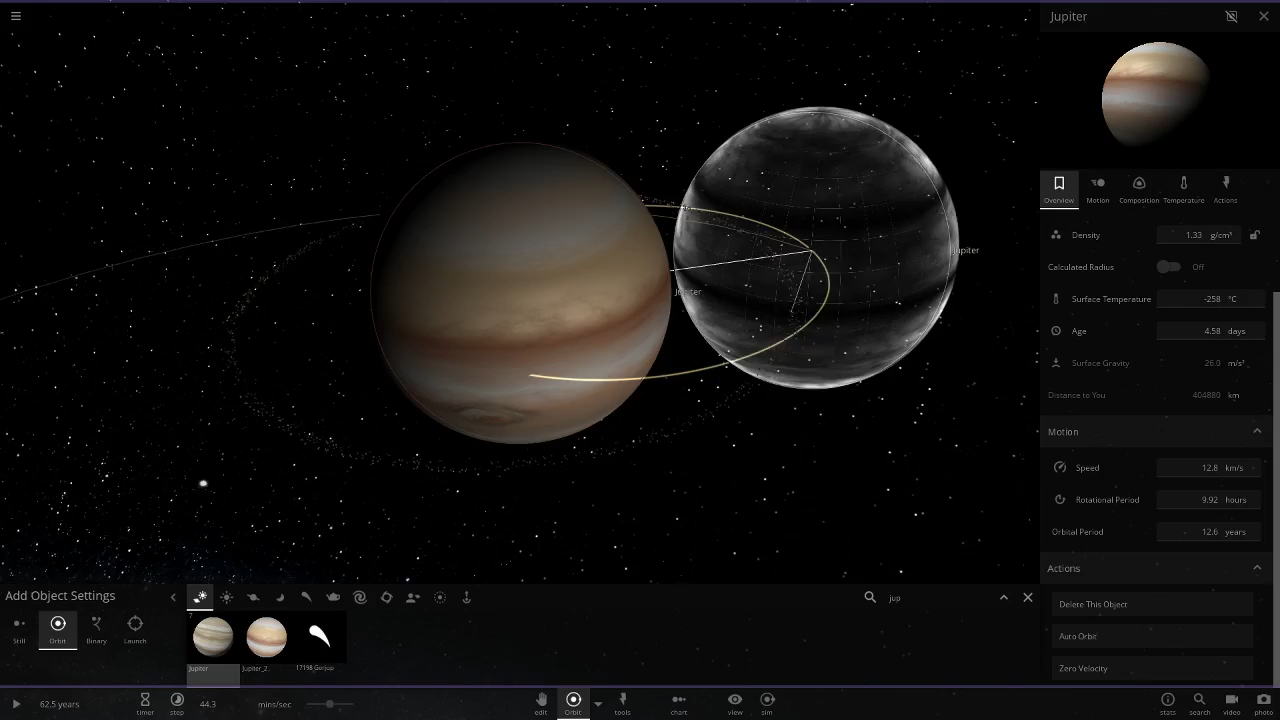 Jupiter
Jupiter
Jupiter
Overview
Motion
Composition
Temperature
Actions
Density 1.33 g/cm³
Calculated Radius Off
Surface Temperature -258 °C
Age 4.58 days
Surface Gravity 26.0 m/s²
Distance to You 404880 km
Motion
Speed 12.8 km/s
Rotational Period 9.92 hours
Orbital Period 12.6 years
Actions
Delete This Object
Auto Orbit
Zero Velocity
Add Object Settings
jup
Still
Orbit
Binary
Launch
7
Jupiter
Jupiter_2
17198 Gorjup
62.5 years
timer
step
44.3 mins/sec
edit
Orbit
tools
chart
view
sim
stats
search
video
photo